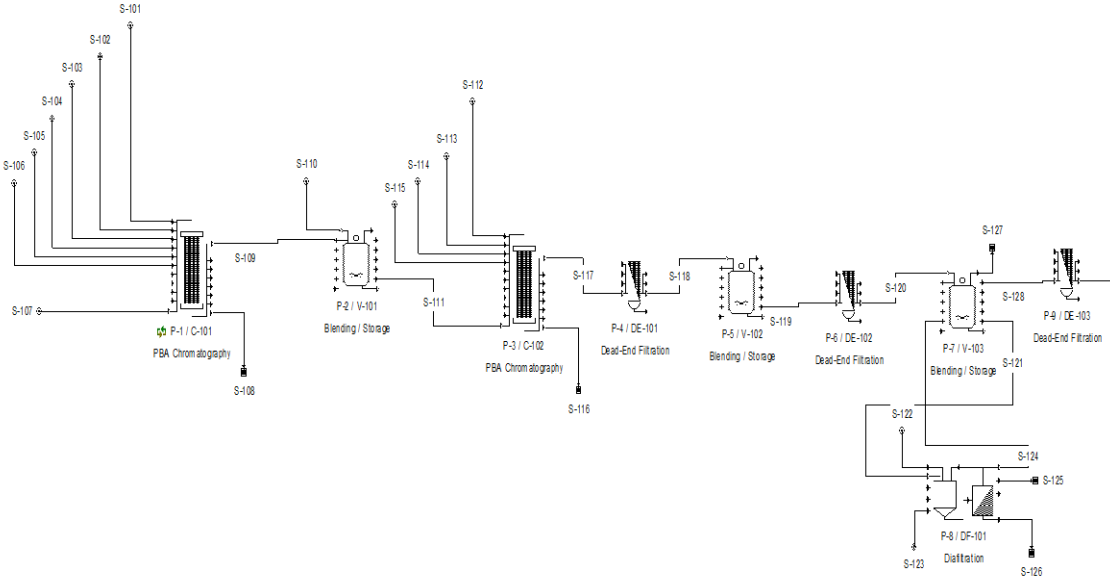 S-101
S-102
S-103
S-104
S-105
S-106
S-107
S-109
P-1 / C-101
PBA Chromatography
S-108
S-110
P-2 / V-101
Blending / Storage
S-111
S-112
S-113
S-114
S-115
P-3 / C-102
PBA Chromatography
S-116
S-117
P-4 / DE-101
Dead-End Filtration
S-118
P-5 / V-102
Blending / Storage
S-119
P-6 / DE-102
Dead-End Filtration
S-120
S-127
P-7 / V-103
Blending / Storage
S-128
S-121
P-9 / DE-103
Dead-End Filtration
S-122
S-124
S-125
P-8 / DF-101
Diafiltration
S-123
S-126